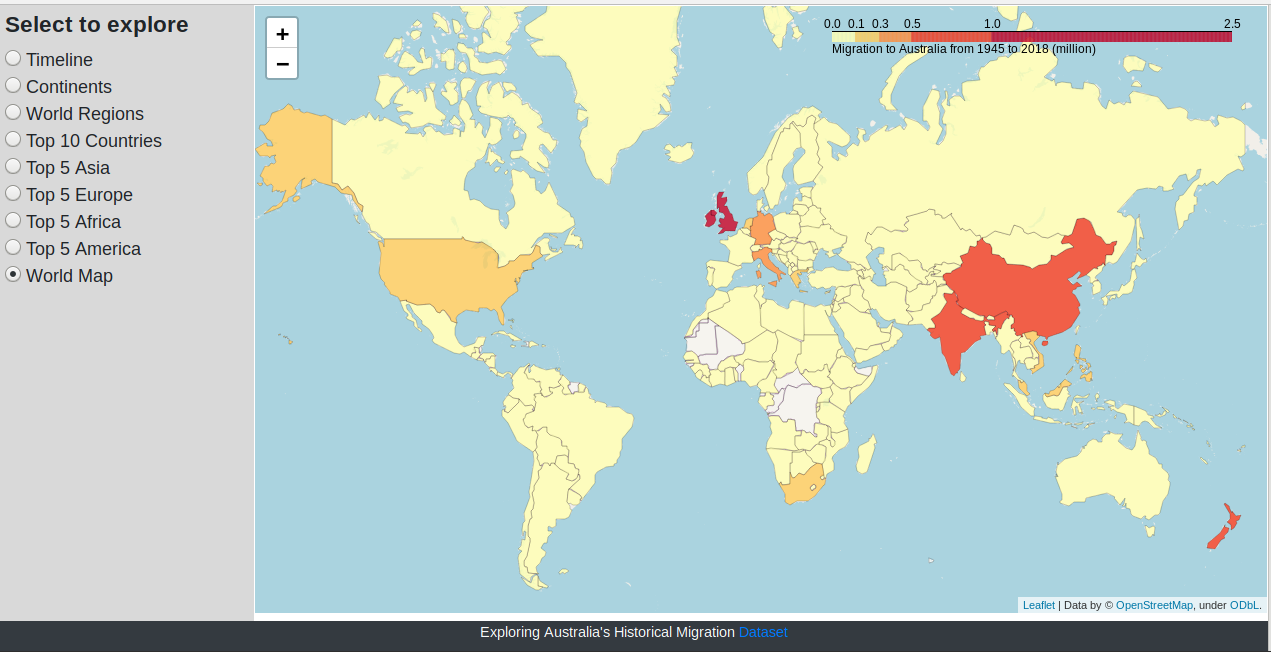 Select to explore
Timeline
Continents
World Regions
Top 10 Countries
Top 5 Asia
Top 5 Europe
Top 5 Africa
Top 5 America
World Map
+
−
0.0 0.1 0.3 0.5 1.0 2.5
Migration to Australia from 1945 to 2018 (million)
Leaflet | Data by © OpenStreetMap, under ODbL.
Exploring Australia's Historical Migration Dataset